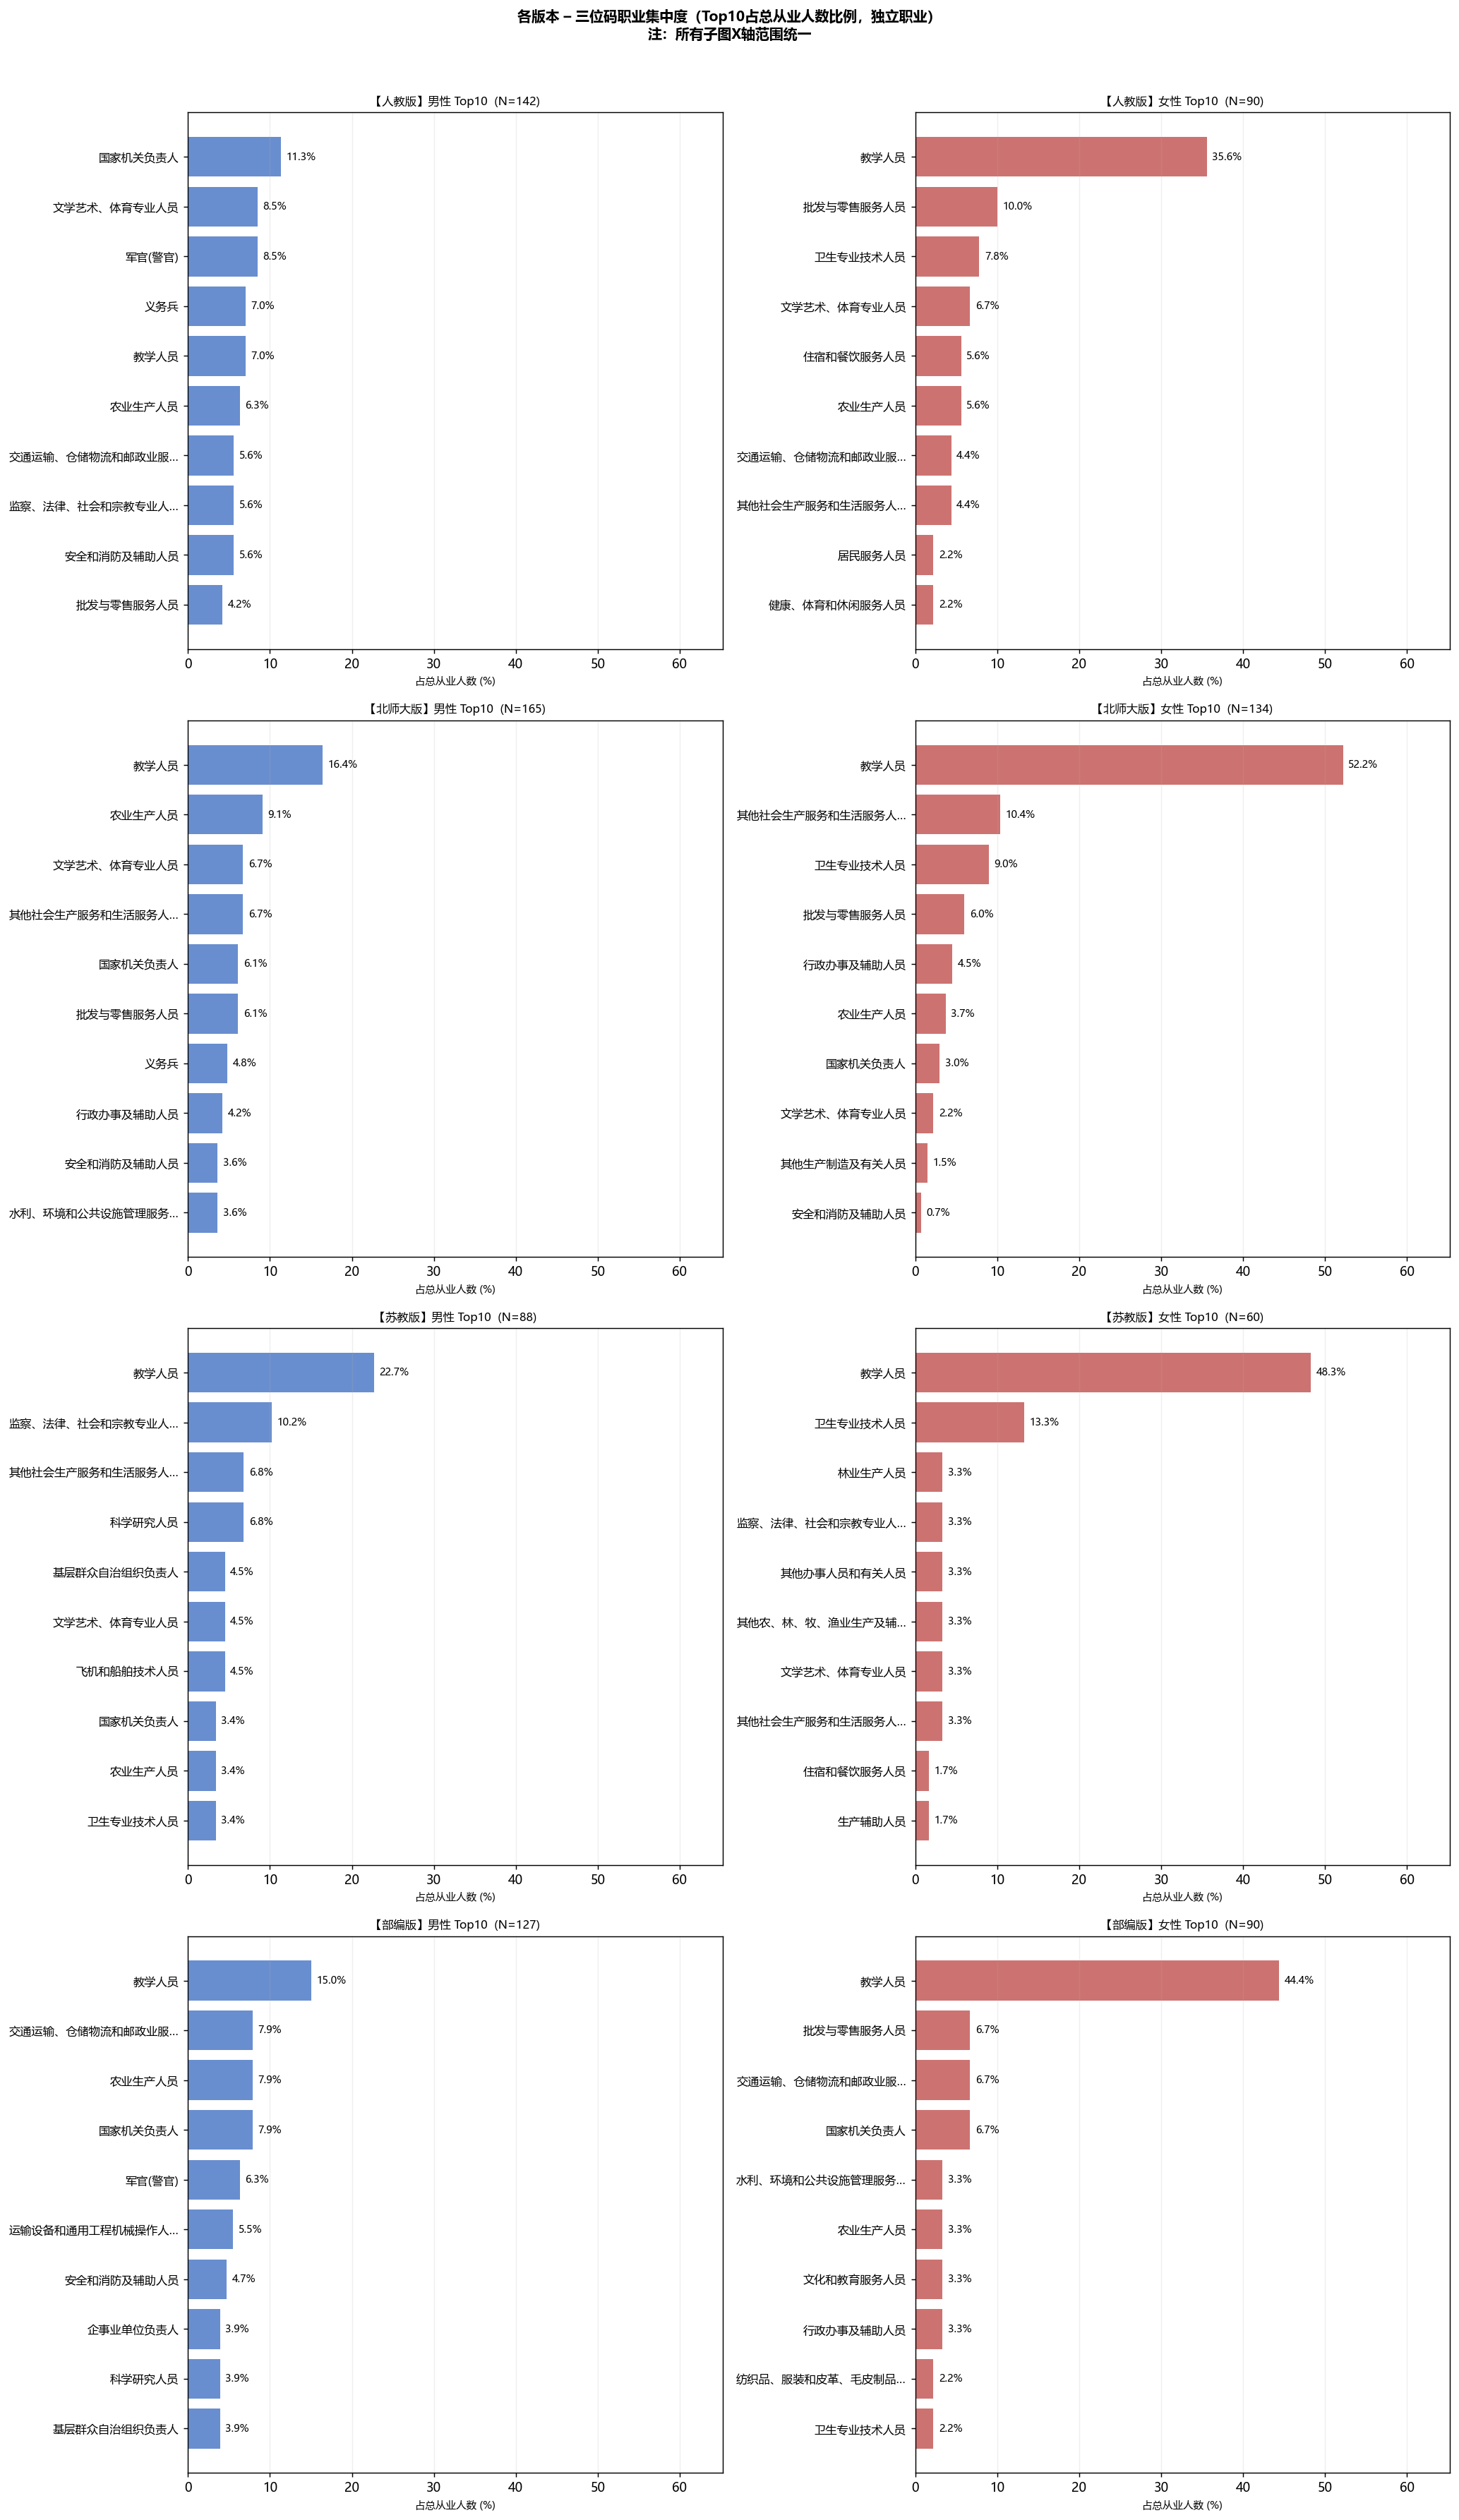 各版本 – 三位码职业集中度（Top10占总从业人数比例，独立职业）
注：所有子图X轴范围统一
【人教版】男性 Top10  (N=142)
国家机关负责人 11.3%
文学艺术、体育专业人员 8.5%
军官(警官) 8.5%
义务兵 7.0%
教学人员 7.0%
农业生产人员 6.3%
交通运输、仓储物流和邮政业服... 5.6%
监察、法律、社会和宗教专业人... 5.6%
安全和消防及辅助人员 5.6%
批发与零售服务人员 4.2%
0 10 20 30 40 50 60
占总从业人数 (%)
【人教版】女性 Top10  (N=90)
教学人员 35.6%
批发与零售服务人员 10.0%
卫生专业技术人员 7.8%
文学艺术、体育专业人员 6.7%
住宿和餐饮服务人员 5.6%
农业生产人员 5.6%
交通运输、仓储物流和邮政业服... 4.4%
其他社会生产服务和生活服务人... 4.4%
居民服务人员 2.2%
健康、体育和休闲服务人员 2.2%
0 10 20 30 40 50 60
占总从业人数 (%)
【北师大版】男性 Top10  (N=165)
教学人员 16.4%
农业生产人员 9.1%
文学艺术、体育专业人员 6.7%
其他社会生产服务和生活服务人... 6.7%
国家机关负责人 6.1%
批发与零售服务人员 6.1%
义务兵 4.8%
行政办事及辅助人员 4.2%
安全和消防及辅助人员 3.6%
水利、环境和公共设施管理服务... 3.6%
0 10 20 30 40 50 60
占总从业人数 (%)
【北师大版】女性 Top10  (N=134)
教学人员 52.2%
其他社会生产服务和生活服务人... 10.4%
卫生专业技术人员 9.0%
批发与零售服务人员 6.0%
行政办事及辅助人员 4.5%
农业生产人员 3.7%
国家机关负责人 3.0%
文学艺术、体育专业人员 2.2%
其他生产制造及有关人员 1.5%
安全和消防及辅助人员 0.7%
0 10 20 30 40 50 60
占总从业人数 (%)
【苏教版】男性 Top10  (N=88)
教学人员 22.7%
监察、法律、社会和宗教专业人... 10.2%
其他社会生产服务和生活服务人... 6.8%
科学研究人员 6.8%
基层群众自治组织负责人 4.5%
文学艺术、体育专业人员 4.5%
飞机和船舶技术人员 4.5%
国家机关负责人 3.4%
农业生产人员 3.4%
卫生专业技术人员 3.4%
0 10 20 30 40 50 60
占总从业人数 (%)
【苏教版】女性 Top10  (N=60)
教学人员 48.3%
卫生专业技术人员 13.3%
林业生产人员 3.3%
监察、法律、社会和宗教专业人... 3.3%
其他办事人员和有关人员 3.3%
其他农、林、牧、渔业生产及辅... 3.3%
文学艺术、体育专业人员 3.3%
其他社会生产服务和生活服务人... 3.3%
住宿和餐饮服务人员 1.7%
生产辅助人员 1.7%
0 10 20 30 40 50 60
占总从业人数 (%)
【部编版】男性 Top10  (N=127)
教学人员 15.0%
交通运输、仓储物流和邮政业服... 7.9%
农业生产人员 7.9%
国家机关负责人 7.9%
军官(警官) 6.3%
运输设备和通用工程机械操作人... 5.5%
安全和消防及辅助人员 4.7%
企事业单位负责人 3.9%
科学研究人员 3.9%
基层群众自治组织负责人 3.9%
0 10 20 30 40 50 60
占总从业人数 (%)
【部编版】女性 Top10  (N=90)
教学人员 44.4%
批发与零售服务人员 6.7%
交通运输、仓储物流和邮政业服... 6.7%
国家机关负责人 6.7%
水利、环境和公共设施管理服务... 3.3%
农业生产人员 3.3%
文化和教育服务人员 3.3%
行政办事及辅助人员 3.3%
纺织品、服装和皮革、毛皮制品... 2.2%
卫生专业技术人员 2.2%
0 10 20 30 40 50 60
占总从业人数 (%)